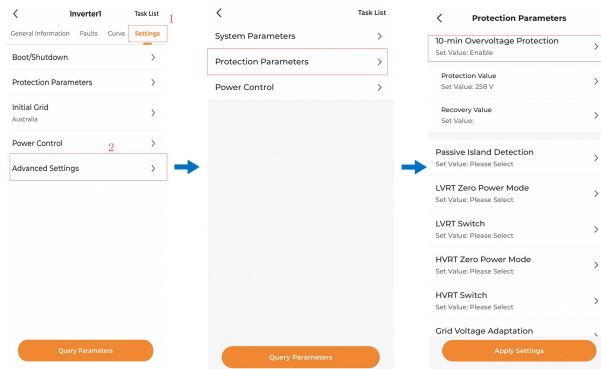 Inverter1
Task List
1
General Information
Faults
Curve
Settings
Boot/Shutdown
Protection Parameters
Initial Grid
Australia
Power Control
2
Advanced Settings
Query Parameters
Task List
System Parameters
Protection Parameters
Power Control
Query Parameters
Protection Parameters
10-min Overvoltage Protection
Set Value: Enable
Protection Value
Set Value: 258 V
Recovery Value
Set Value:
Passive Island Detection
Set Value: Please Select
LVRT Zero Power Mode
Set Value: Please Select
LVRT Switch
Set Value: Please Select
HVRT Zero Power Mode
Set Value: Please Select
HVRT Switch
Set Value: Please Select
Grid Voltage Adaptation
Apply Settings